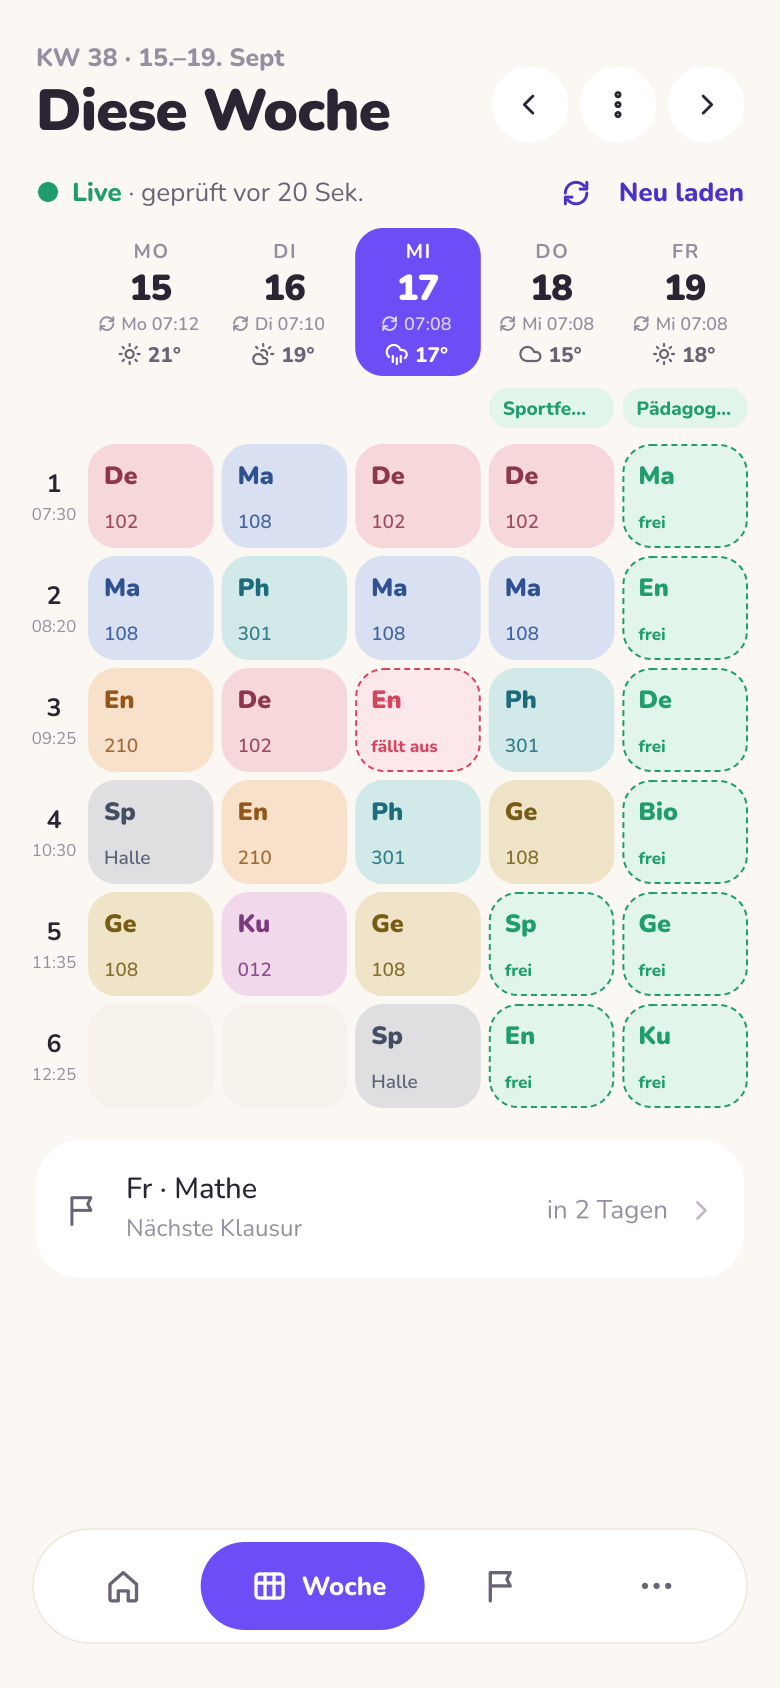 KW 38 · 15.–19. Sept
Diese Woche
Live · geprüft vor 20 Sek.
Neu laden
MO DI MI DO FR
15 16 17 18 19
Mo 07:12 Di 07:10 07:08 Mi 07:08 Mi 07:08
21° 19° 17° 15° 18°
Sportfe... Pädagog...
1 De Ma De De Ma
07:30 102 108 102 102 frei
2 Ma Ph Ma Ma En
08:20 108 301 108 108 frei
3 En De En Ph De
09:25 210 102 fällt aus 301 frei
4 Sp En Ph Ge Bio
10:30 Halle 210 301 108 frei
5 Ge Ku Ge Sp Ge
11:35 108 012 108 frei frei
6 Sp En Ku
12:25 Halle frei frei
Fr · Mathe
Nächste Klausur
in 2 Tagen
Woche